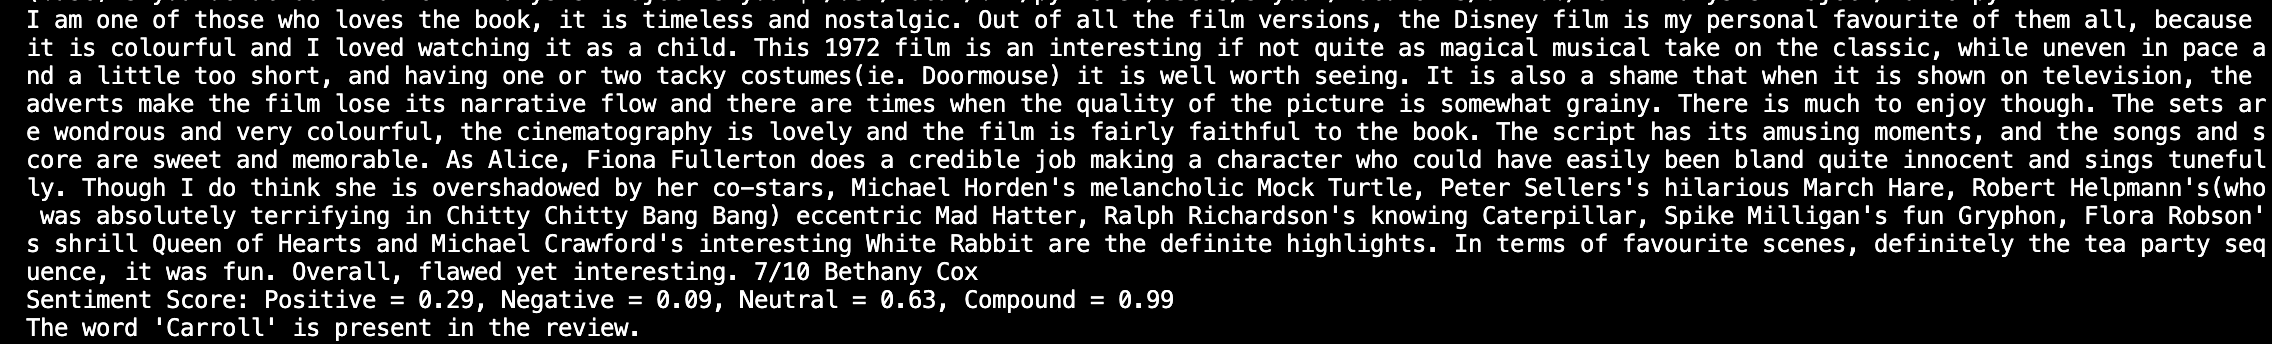 I am one of those who loves the book, it is timeless and nostalgic. Out of all the film versions, the Disney film is my personal favourite of them all, because
it is colourful and I loved watching it as a child. This 1972 film is an interesting if not quite as magical musical take on the classic, while uneven in pace a
nd a little too short, and having one or two tacky costumes(ie. Doormouse) it is well worth seeing. It is also a shame that when it is shown on television, the
adverts make the film lose its narrative flow and there are times when the quality of the picture is somewhat grainy. There is much to enjoy though. The sets ar
e wondrous and very colourful, the cinematography is lovely and the film is fairly faithful to the book. The script has its amusing moments, and the songs and s
core are sweet and memorable. As Alice, Fiona Fullerton does a credible job making a character who could have easily been bland quite innocent and sings tuneful
ly. Though I do think she is overshadowed by her co-stars, Michael Horden's melancholic Mock Turtle, Peter Sellers's hilarious March Hare, Robert Helpmann's(who
 was absolutely terrifying in Chitty Chitty Bang Bang) eccentric Mad Hatter, Ralph Richardson's knowing Caterpillar, Spike Milligan's fun Gryphon, Flora Robson'
s shrill Queen of Hearts and Michael Crawford's interesting White Rabbit are the definite highlights. In terms of favourite scenes, definitely the tea party seq
uence, it was fun. Overall, flawed yet interesting. 7/10 Bethany Cox
Sentiment Score: Positive = 0.29, Negative = 0.09, Neutral = 0.63, Compound = 0.99
The word 'Carroll' is present in the review.